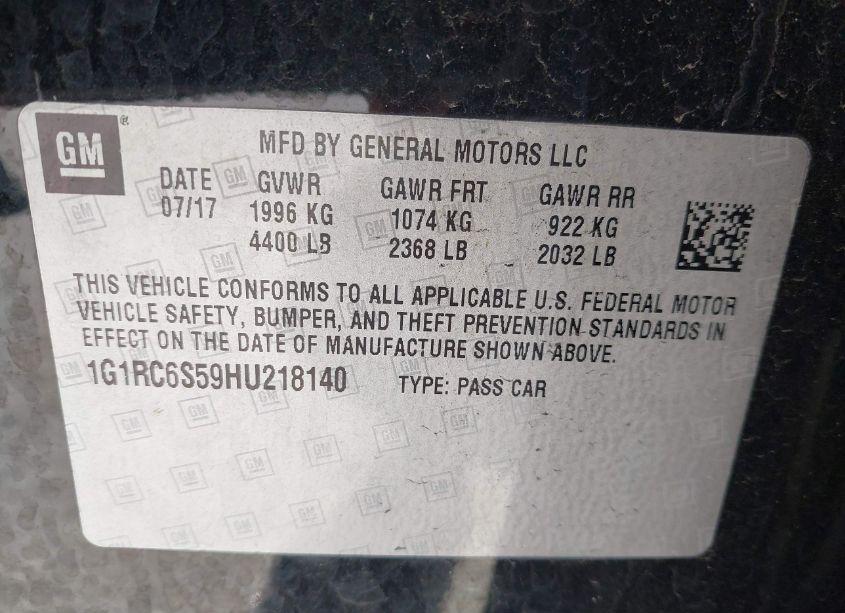 GM®
MFD BY GENERAL MOTORS LLC
DATE GVWR GAWR FRT GAWR RR
07/17 1996 KG 1074 KG 922 KG
4400 LB 2368 LB 2032 LB
THIS VEHICLE CONFORMS TO ALL APPLICABLE U.S. FEDERAL MOTOR
VEHICLE SAFETY, BUMPER, AND THEFT PREVENTION STANDARDS IN
EFFECT ON THE DATE OF MANUFACTURE SHOWN ABOVE.
1G1RC6S59HU218140 TYPE: PASS CAR